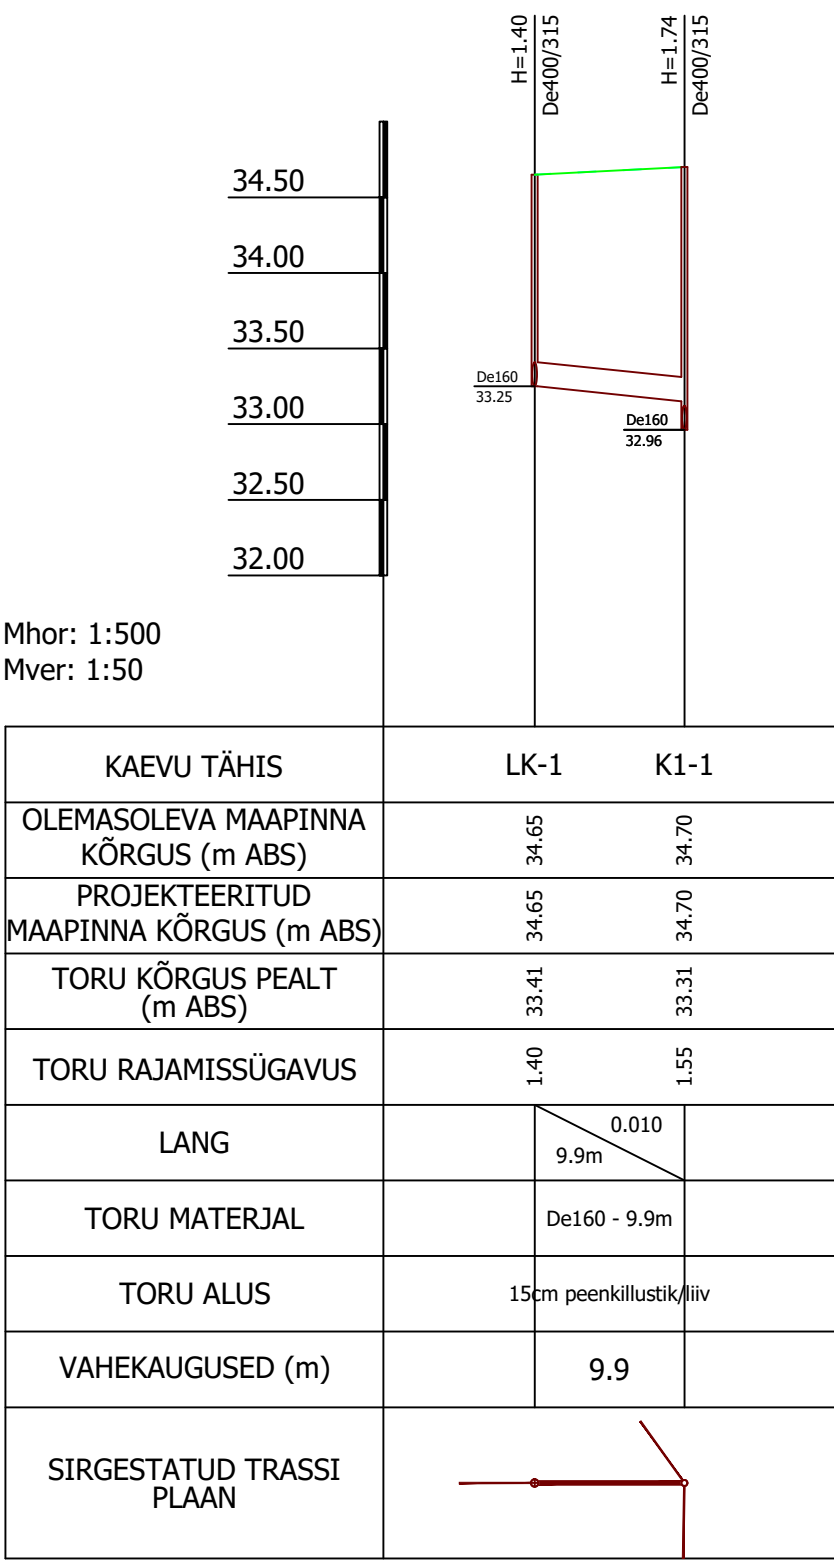 H=1.40
De400/315
H=1.74
De400/315
34.50
34.00
33.50
33.00
32.50
32.00
De160
33.25
De160
32.96
Mhor: 1:500
Mver: 1:50
KAEVU TÄHIS
LK-1
K1-1
OLEMASOLEVA MAAPINNA
KÕRGUS (m ABS)
34.65
34.70
PROJEKTEERITUD
MAAPINNA KÕRGUS (m ABS)
34.65
34.70
TORU KÕRGUS PEALT
(m ABS)
33.41
33.31
TORU RAJAMISSÜGAVUS
1.40
1.55
LANG
0.010
9.9m
TORU MATERJAL
De160 - 9.9m
TORU ALUS
15cm peenkillustik/liiv
VAHEKAUGUSED (m)
9.9
SIRGESTATUD TRASSI
PLAAN